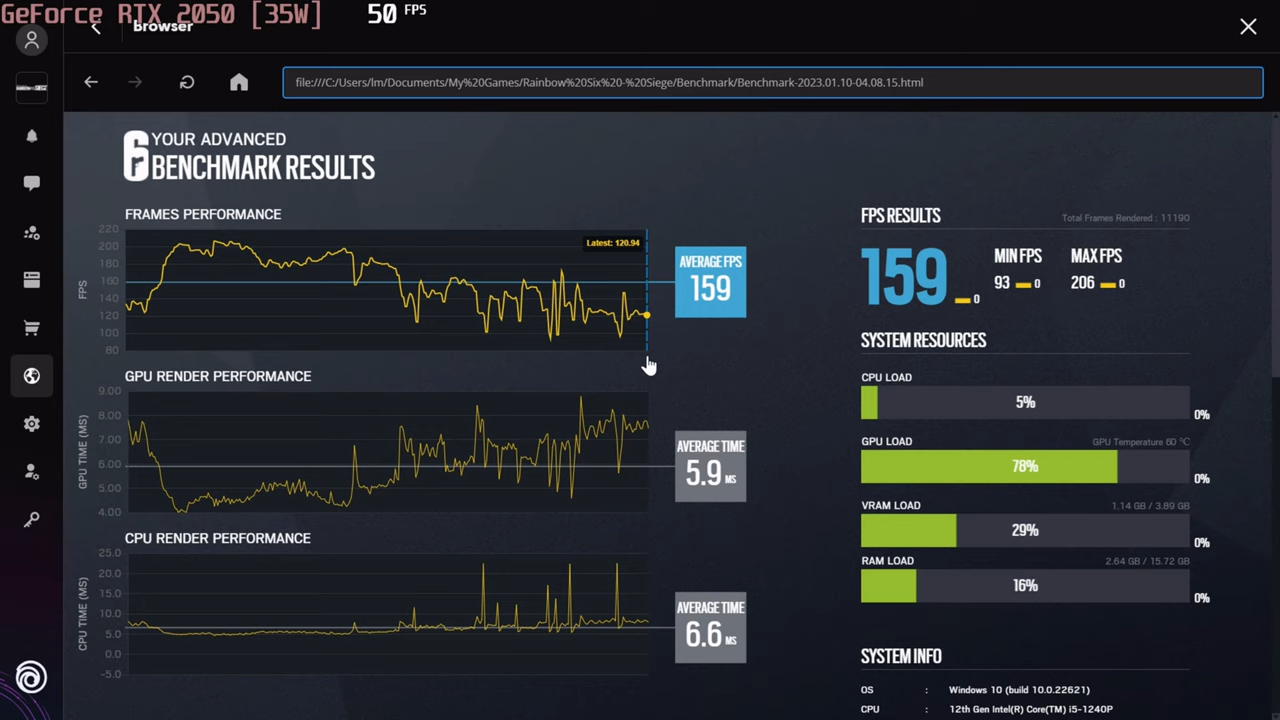 GeForce RTX 2050 [35W] 50 FPS
Browser
file:///C:/Users/lm/Documents/My%20Games/Rainbow%20Six%20-%20Siege/Benchmark/Benchmark-2023.01.10-04.08.15.html
YOUR ADVANCED
BENCHMARK RESULTS
FRAMES PERFORMANCE
220
200
180
160
140
120
100
80
FPS
Latest: 120.94
AVERAGE FPS
159
GPU RENDER PERFORMANCE
9.00
8.00
7.00
6.00
5.00
4.00
GPU TIME (MS)
AVERAGE TIME
5.9 MS
CPU RENDER PERFORMANCE
25.0
20.0
15.0
10.0
5.0
0.0
-5.0
CPU TIME (MS)
AVERAGE TIME
6.6 MS
FPS RESULTS
Total Frames Rendered : 11190
159 0
MIN FPS
93 0
MAX FPS
206 0
SYSTEM RESOURCES
CPU LOAD
5%
0%
GPU LOAD
GPU Temperature 60 °C
78%
0%
VRAM LOAD
1.14 GB / 3.89 GB
29%
0%
RAM LOAD
2.64 GB / 15.72 GB
16%
0%
SYSTEM INFO
OS : Windows 10 (build 10.0.22621)
CPU : 12th Gen Intel(R) Core(TM) i5-1240P